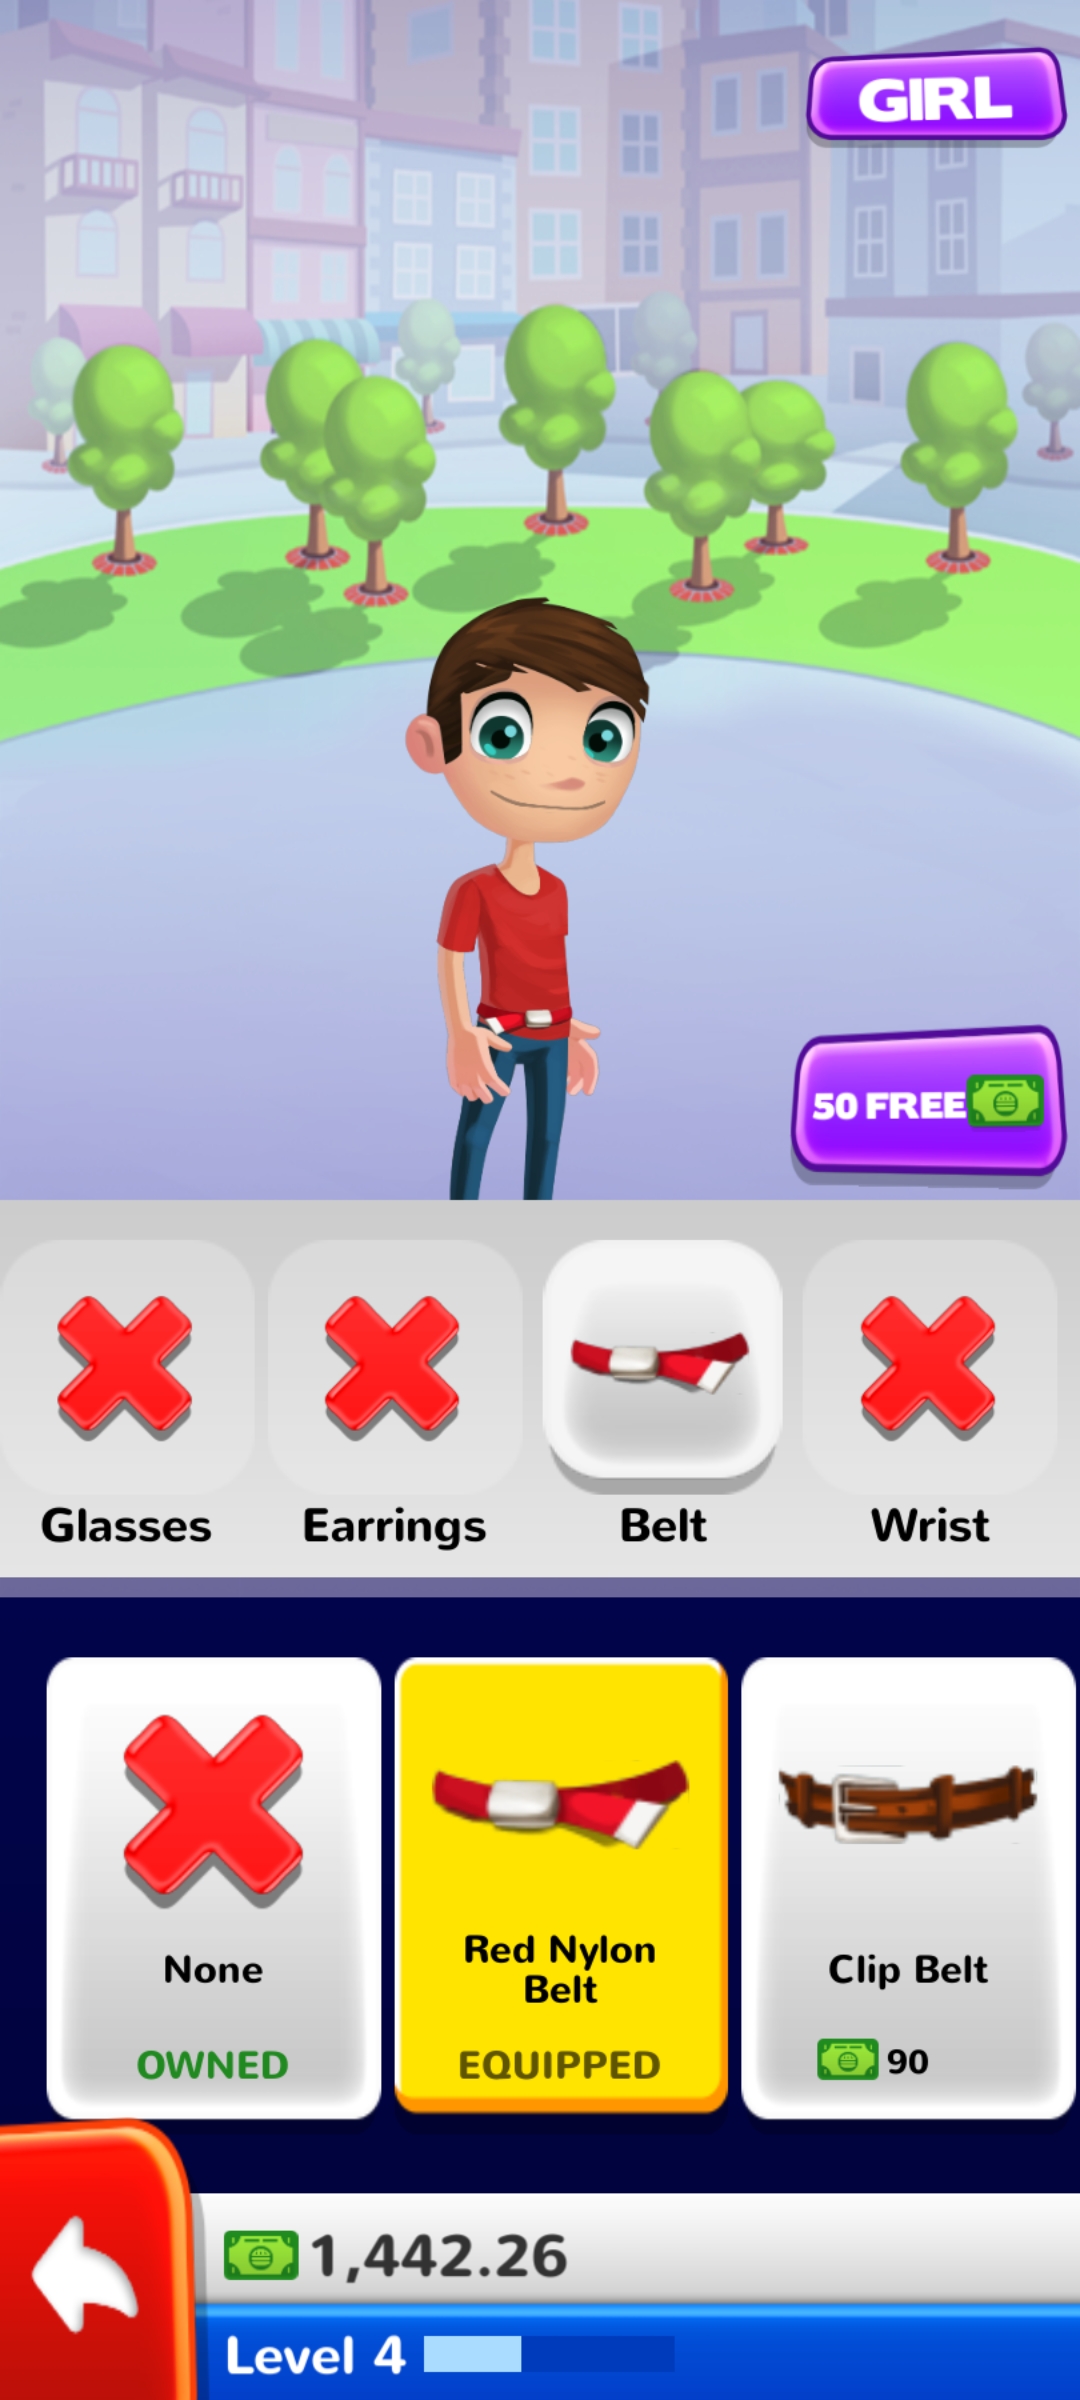 GIRL
50 FREE
Glasses
Earrings
Belt
Wrist
None
OWNED
Red Nylon
Belt
EQUIPPED
Clip Belt
90
1,442.26
Level 4